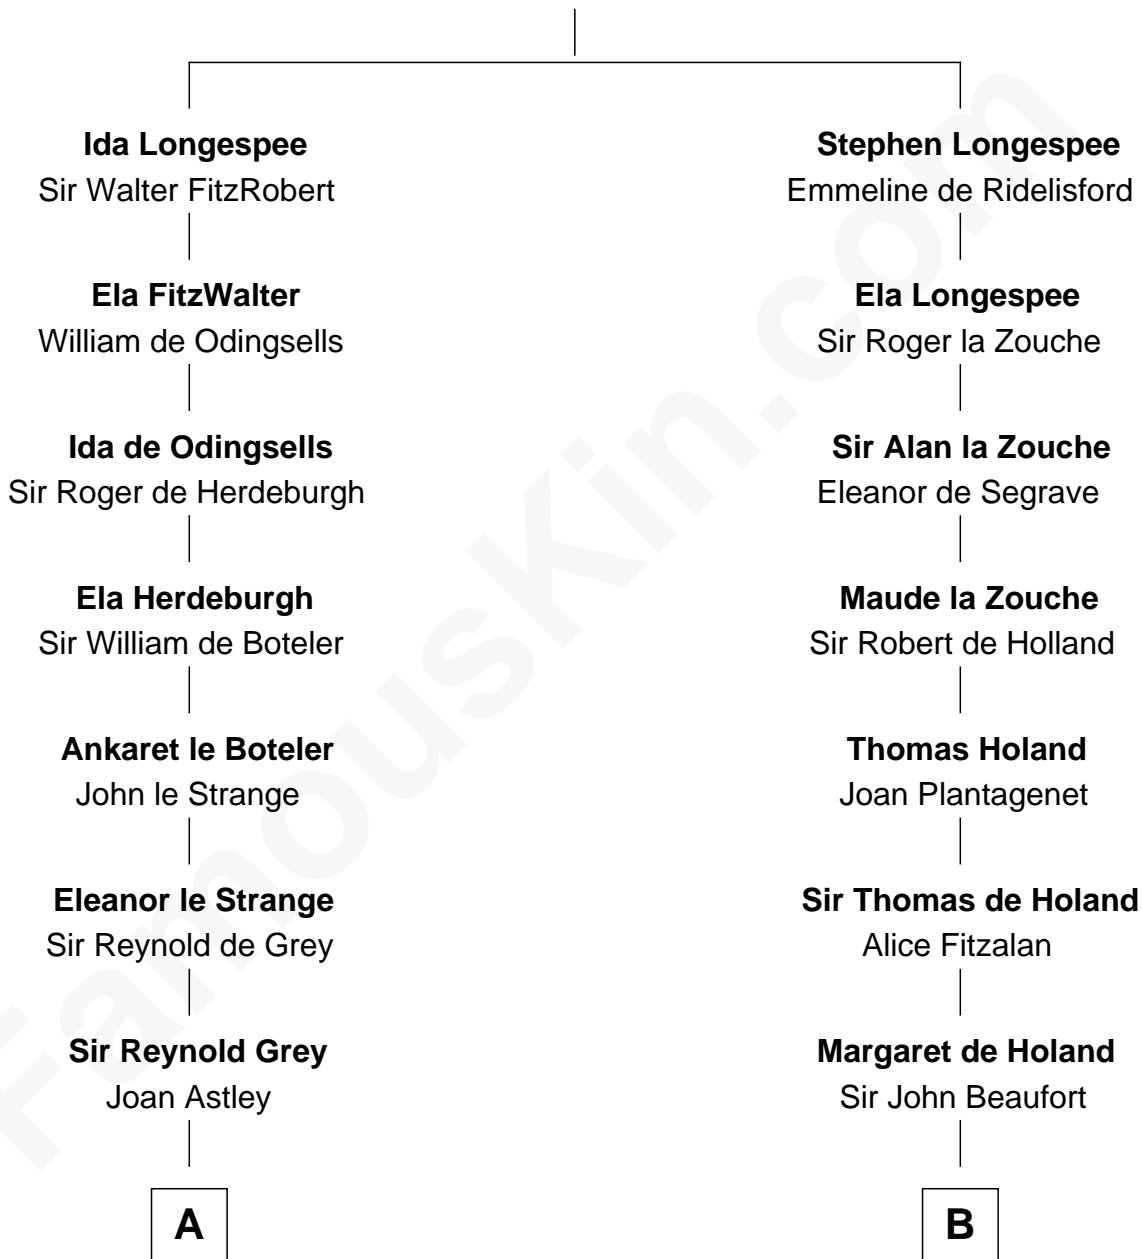 Ida Longespee
Sir Walter FitzRobert
Ela FitzWalter
William de Odingsells
Ida de Odingsells
Sir Roger de Herdeburgh
Ela Herdeburgh
Sir William de Boteler
Ankaret le Boteler
John le Strange
Eleanor le Strange
Sir Reynold de Grey
Sir Reynold Grey
Joan Astley
A
Stephen Longespee
Emmeline de Ridelisford
Ela Longespee
Sir Roger la Zouche
Sir Alan la Zouche
Eleanor de Segrave
Maude la Zouche
Sir Robert de Holland
Thomas Holand
Joan Plantagenet
Sir Thomas de Holand
Alice Fitzalan
Margaret de Holand
Sir John Beaufort
B
FamousKin.com